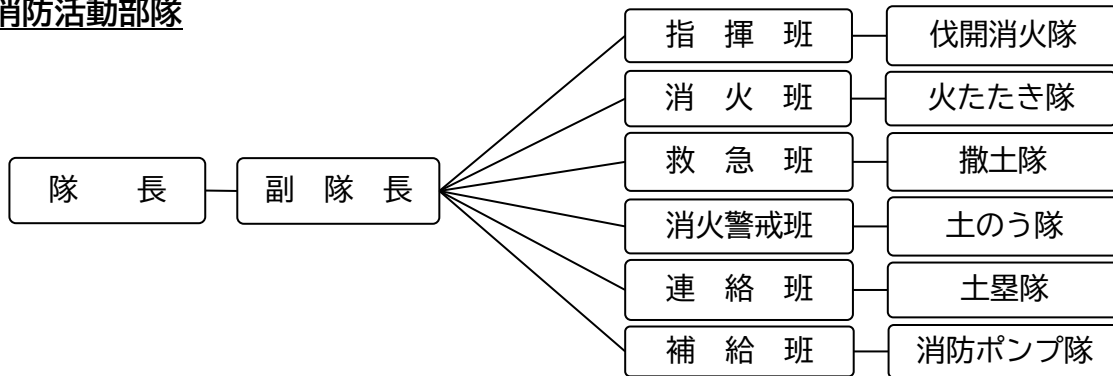 消防活動部隊
指揮班 伐開消火隊
消火班 火たたき隊
救急班 撒土隊
隊長 副隊長
消火警戒班 土のう隊
連絡班 土塁隊
補給班 消防ポンプ隊